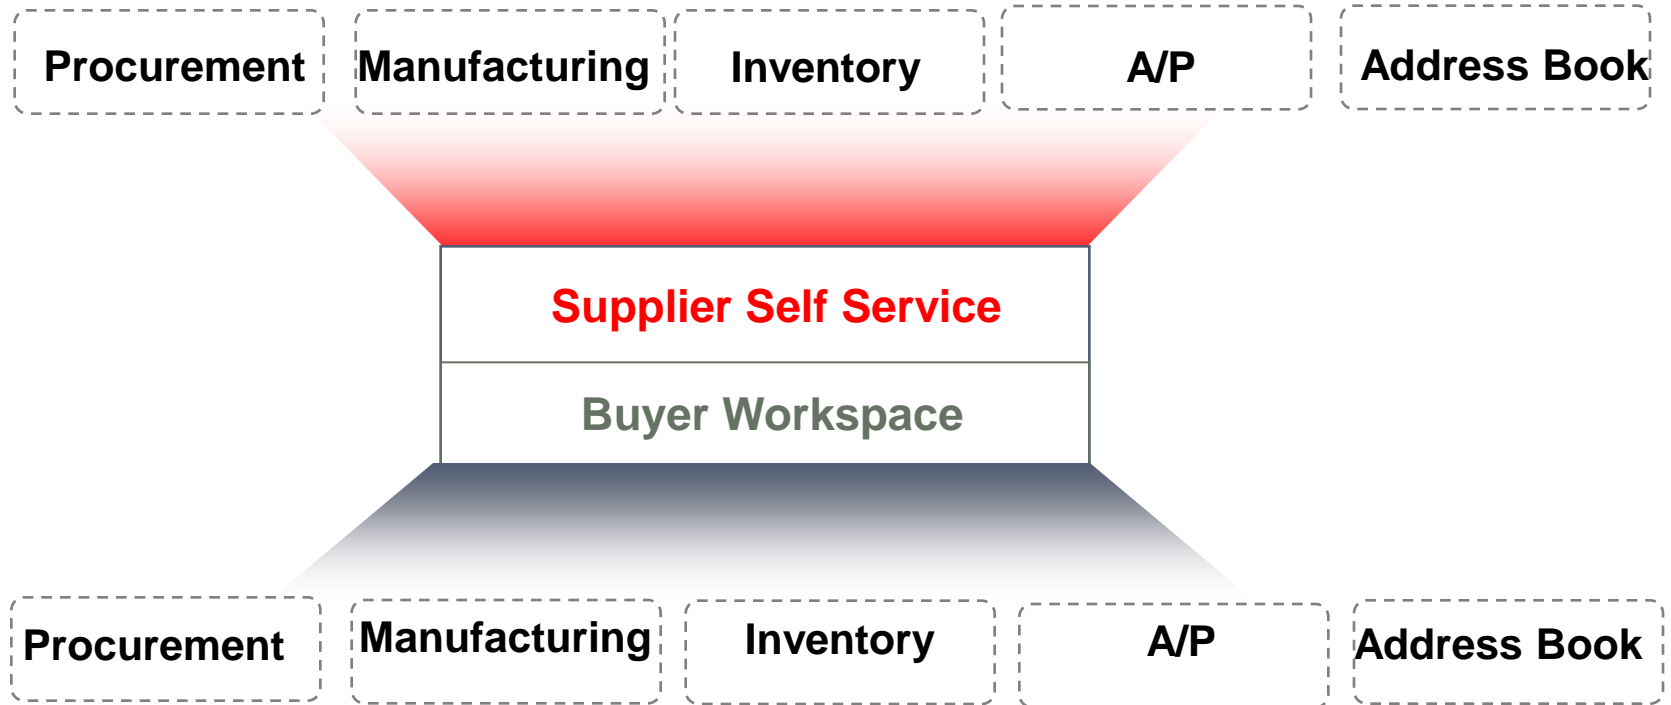 Procurement
Manufacturing
Inventory
A/P
Address Book
Supplier Self Service
Buyer Workspace
Procurement
Manufacturing
Inventory
A/P
Address Book